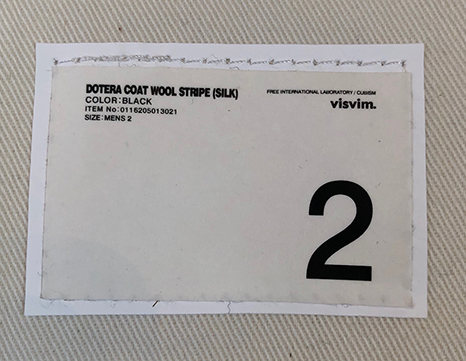 DOTERA COAT WOOL STRIPE (SILK)
COLOR:BLACK
ITEM No:0116205013021
SIZE:MENS 2
FREE INTERNATIONAL LABORATORY / CUBISM
visvim.
2